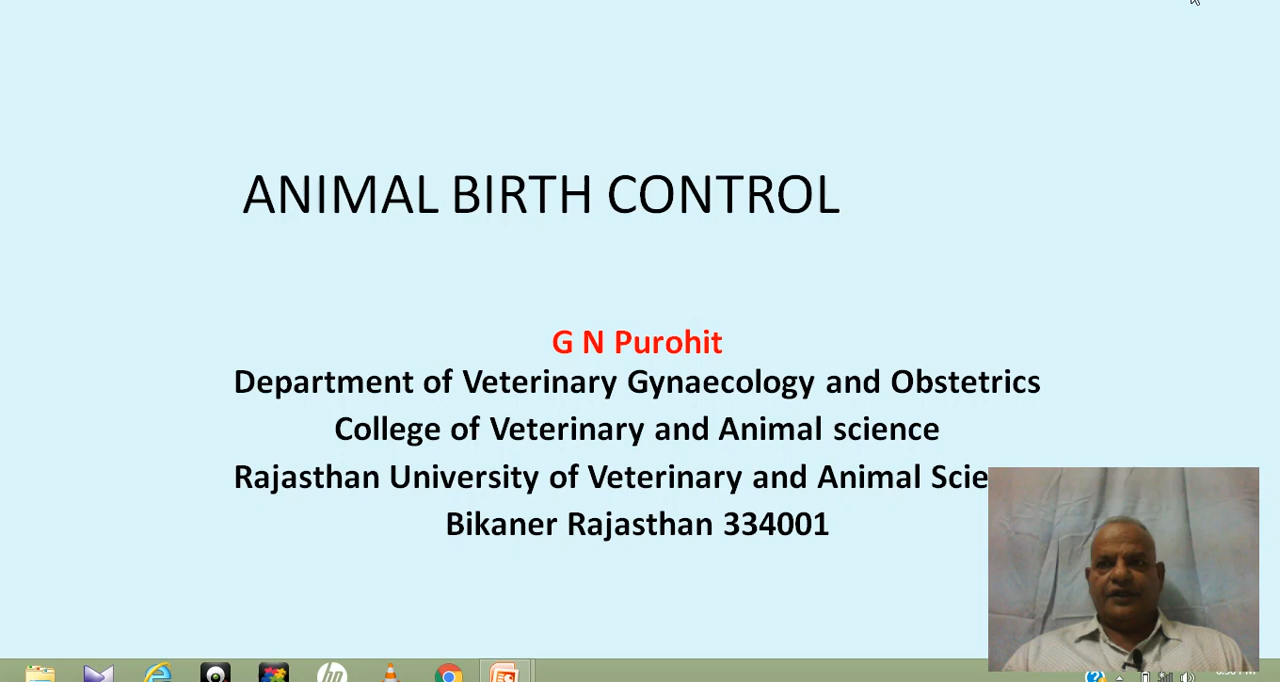 ANIMAL BIRTH CONTROL
G N Purohit
Department of Veterinary Gynaecology and Obstetrics
College of Veterinary and Animal science
Rajasthan University of Veterinary and Animal Scie
Bikaner Rajasthan 334001
hp